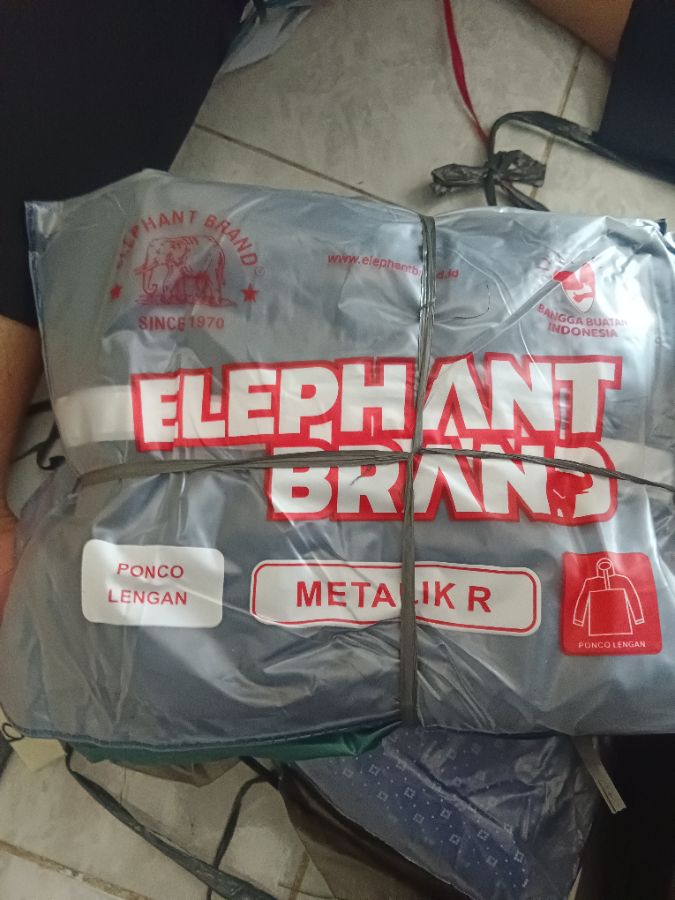 ELEPHANT BRAND
®
SINCE 1970
www.elephantbrand.id
BANGGA BUATAN
INDONESIA
ELEPHANT
BRAND
PONCO
LENGAN
METALIK R
PONCO LENGAN